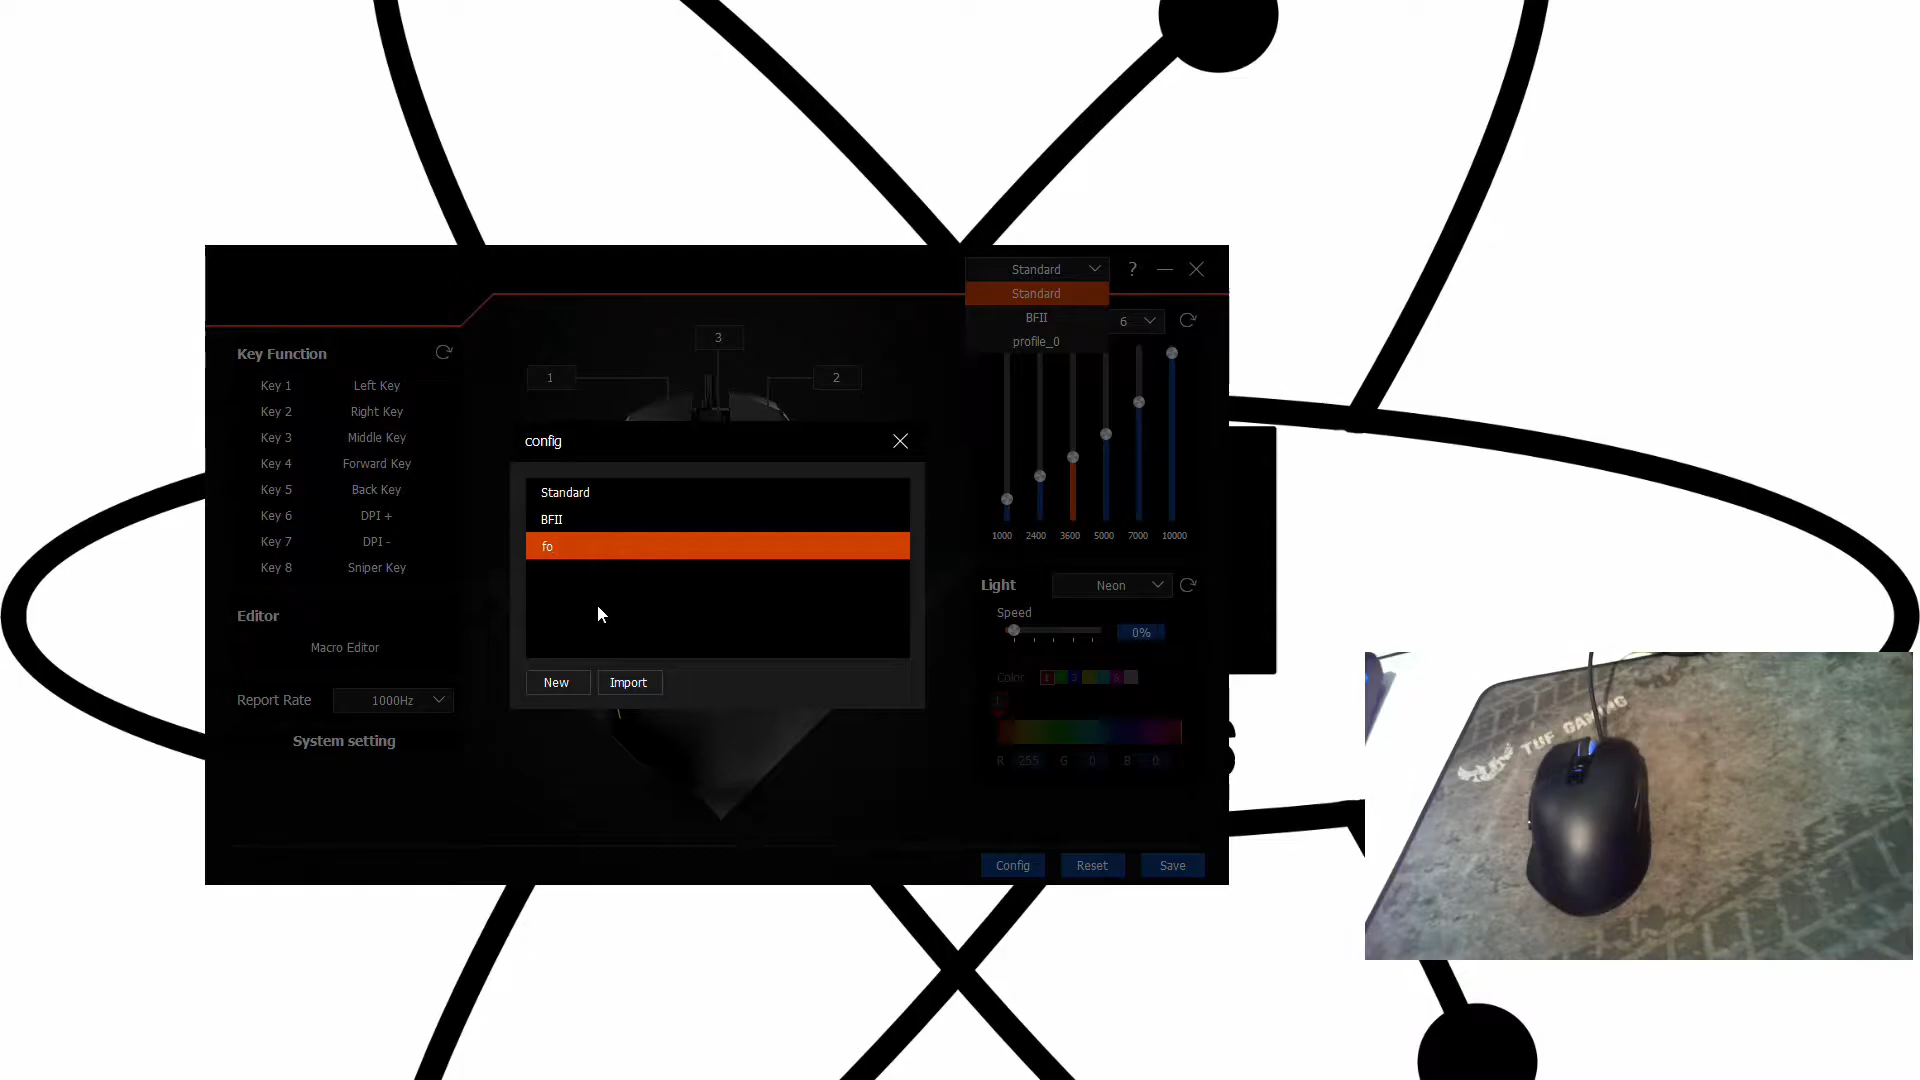 Standard
?
Standard
BFII
profile_0
6
3
1
2
Key Function
Key 1 Left Key
Key 2 Right Key
Key 3 Middle Key
Key 4 Forward Key
Key 5 Back Key
Key 6 DPI +
Key 7 DPI -
Key 8 Sniper Key
Editor
Macro Editor
Report Rate 1000Hz
System setting
config
Standard
BFII
fo
New
Import
1000 2400 3600 5000 7000 10000
Light Neon
Speed
0%
Color
1
R 255 G 0 B 0
Config
Reset
Save
TUF GAMING